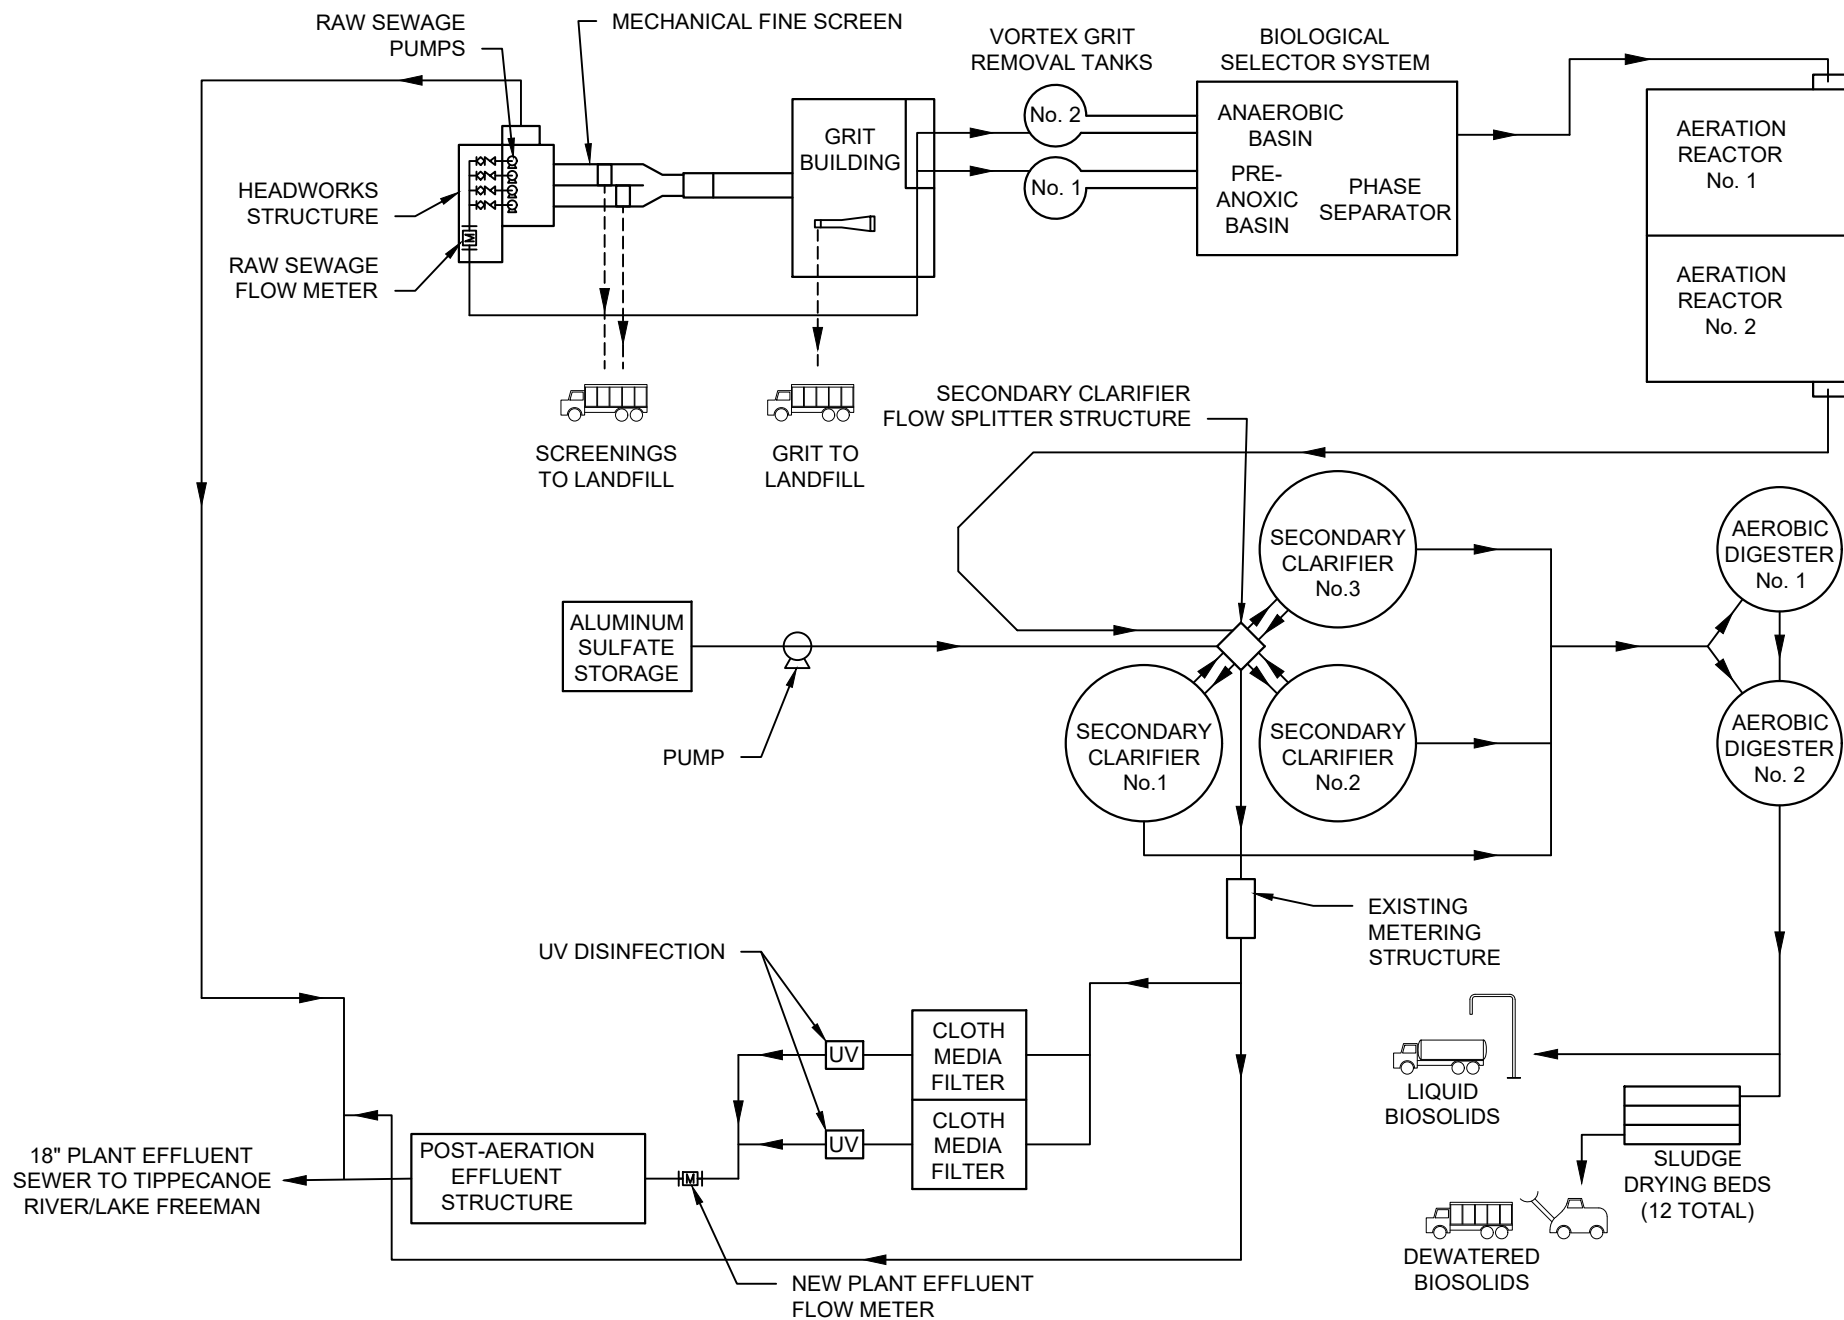 RAW SEWAGE
PUMPS
MECHANICAL FINE SCREEN
VORTEX GRIT
REMOVAL TANKS
BIOLOGICAL
SELECTOR SYSTEM
No. 2
No. 1
ANAEROBIC
BASIN
PRE-
ANOXIC
BASIN
PHASE
SEPARATOR
AERATION
REACTOR
No. 1
AERATION
REACTOR
No. 2
GRIT
BUILDING
HEADWORKS
STRUCTURE
M
RAW SEWAGE
FLOW METER
SCREENINGS
TO LANDFILL
GRIT TO
LANDFILL
SECONDARY CLARIFIER
FLOW SPLITTER STRUCTURE
SECONDARY
CLARIFIER
No.3
AEROBIC
DIGESTER
No. 1
ALUMINUM
SULFATE
STORAGE
PUMP
SECONDARY
CLARIFIER
No.1
SECONDARY
CLARIFIER
No.2
AEROBIC
DIGESTER
No. 2
EXISTING
METERING
STRUCTURE
UV DISINFECTION
UV
CLOTH
MEDIA
FILTER
UV
CLOTH
MEDIA
FILTER
LIQUID
BIOSOLIDS
SLUDGE
DRYING BEDS
(12 TOTAL)
DEWATERED
BIOSOLIDS
18" PLANT EFFLUENT
SEWER TO TIPPECANOE
RIVER/LAKE FREEMAN
POST-AERATION
EFFLUENT
STRUCTURE
M
NEW PLANT EFFLUENT
FLOW METER